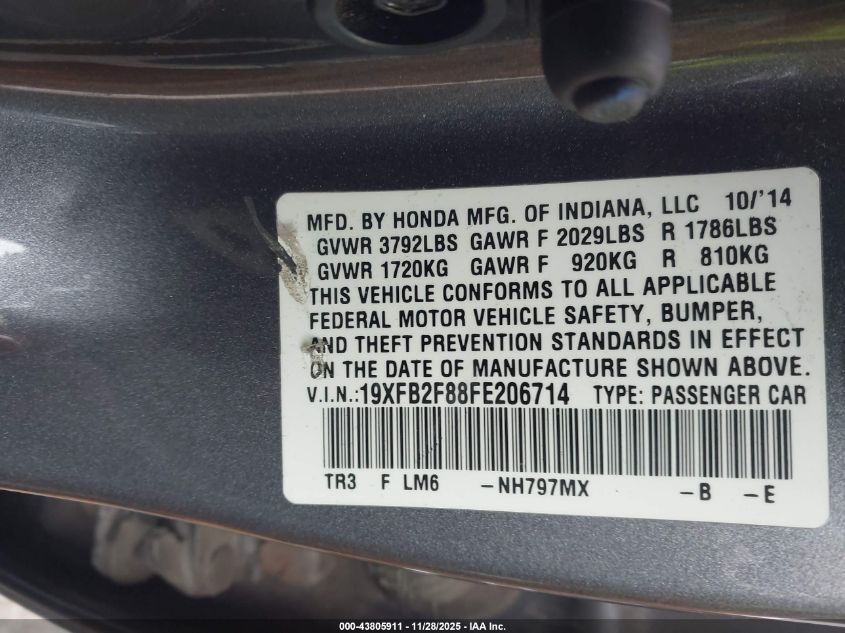 MFD. BY HONDA MFG. OF INDIANA, LLC 10/'14
GVWR 3792LBS GAWR F 2029LBS R 1786LBS
GVWR 1720KG GAWR F 920KG R 810KG
THIS VEHICLE CONFORMS TO ALL APPLICABLE
FEDERAL MOTOR VEHICLE SAFETY, BUMPER,
AND THEFT PREVENTION STANDARDS IN EFFECT
ON THE DATE OF MANUFACTURE SHOWN ABOVE.
V.I.N.:19XFB2F88FE206714 TYPE: PASSENGER CAR
TR3 F LM6 -NH797MX -B -E
000-43805911 - 11/28/2025 - IAA Inc.